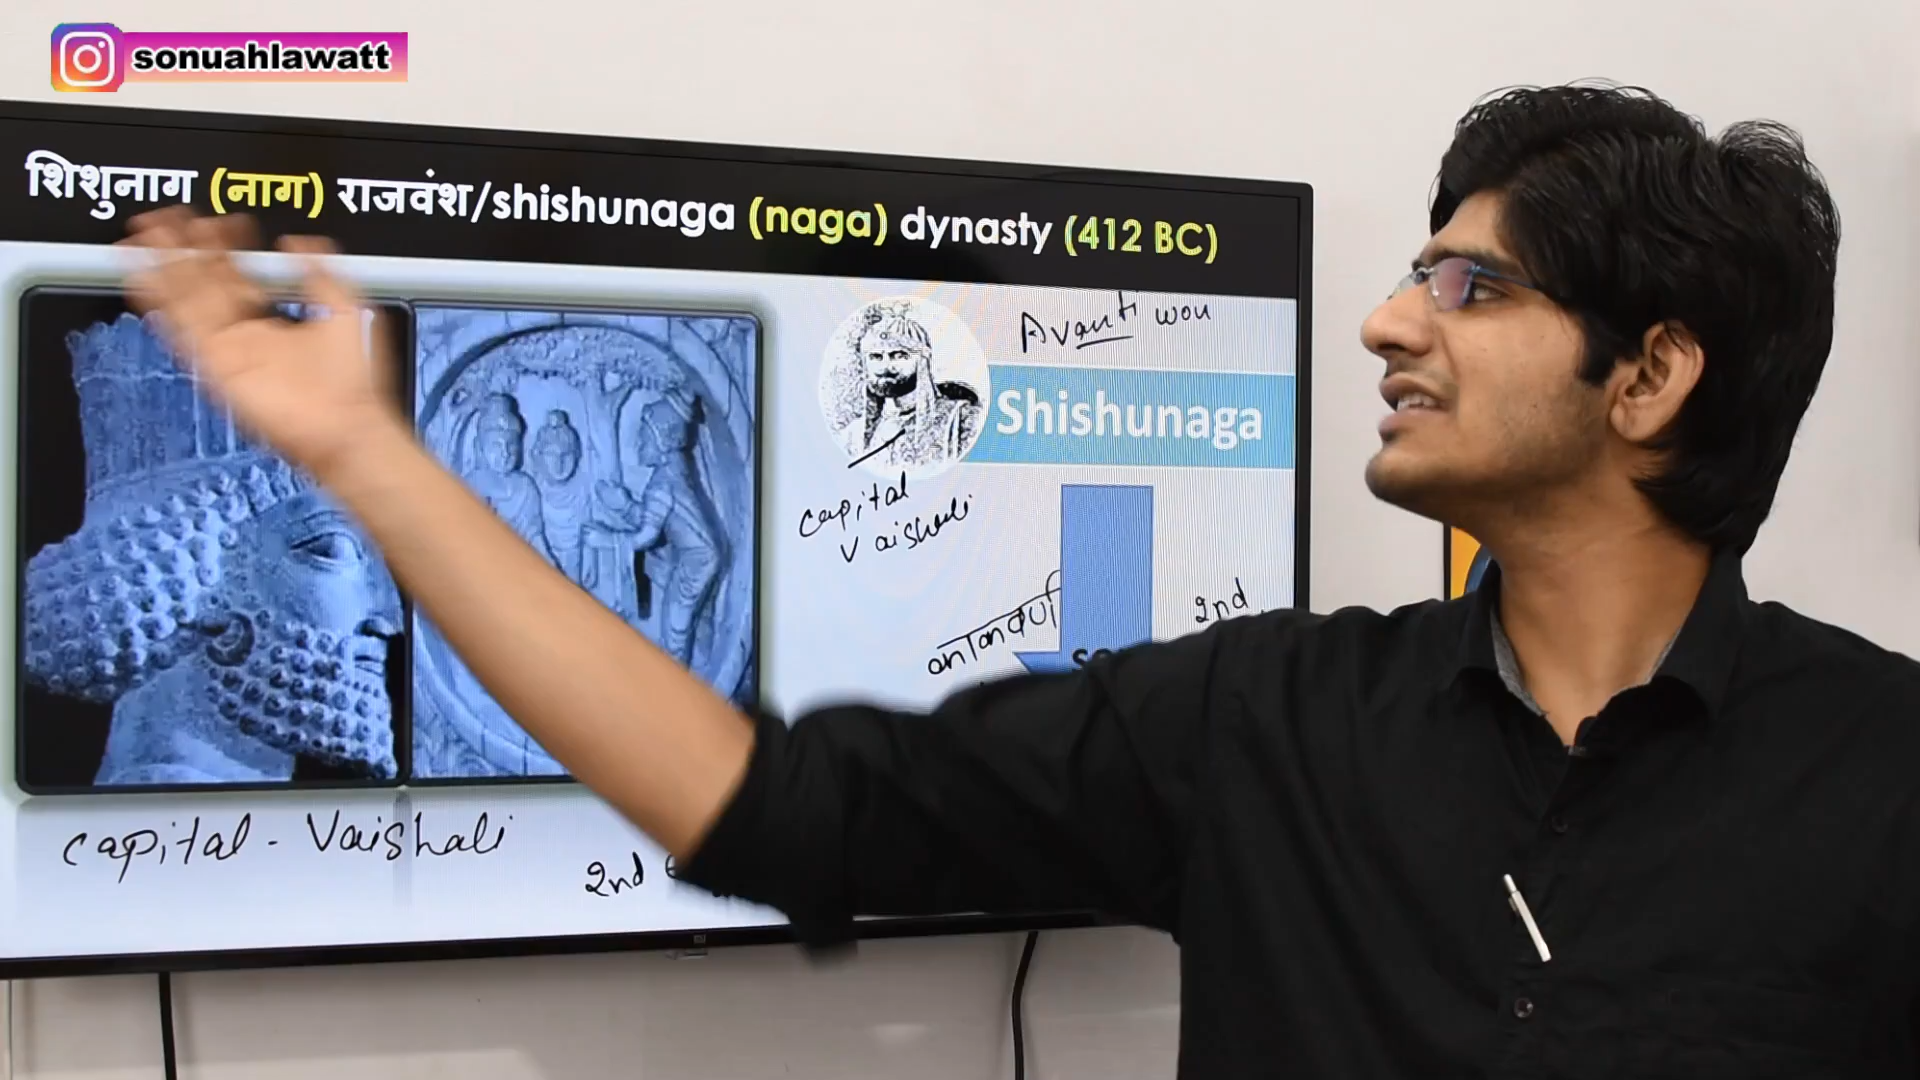 sonuahlawatt
शिशुनाग (नाग) राजवंश/shishunaga (naga) dynasty (412 BC)
Avanti won
Shishunaga
capital
Vaishali
2nd
capital - Vaishali
2nd